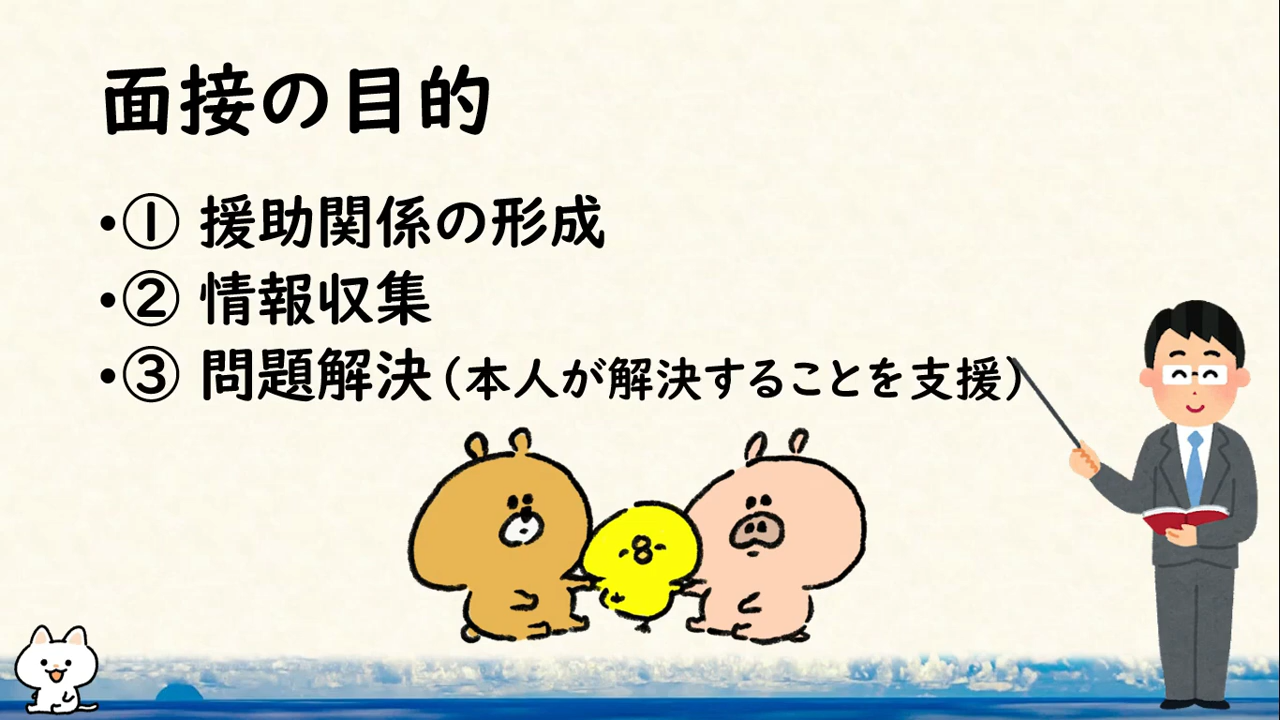 面接の目的
•① 援助関係の形成
•② 情報収集
•③ 問題解決(本人が解決することを支援)